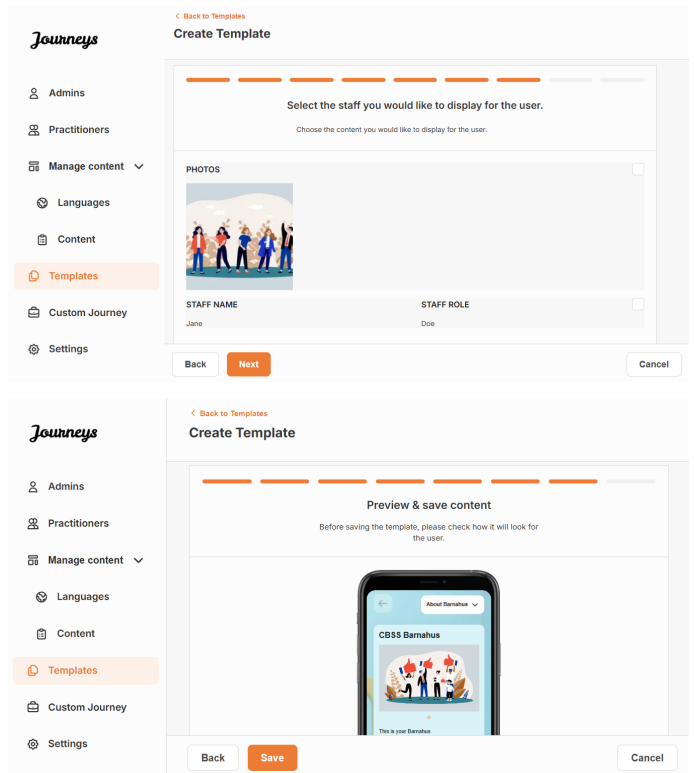 Back to Templates
Create Template
Journeys
Admins
Practitioners
Manage content
Languages
Content
Templates
Custom Journey
Settings
Select the staff you would like to display for the user.
Choose the content you would like to display for the user.
PHOTOS
STAFF NAME STAFF ROLE
Jane Doe
Back Next Cancel
Back to Templates
Create Template
Journeys
Admins
Practitioners
Manage content
Languages
Content
Templates
Custom Journey
Settings
Preview & save content
Before saving the template, please check how it will look for
the user.
About Barnahus
CBSS Barnahus
This is your Barnahus
Back Save Cancel